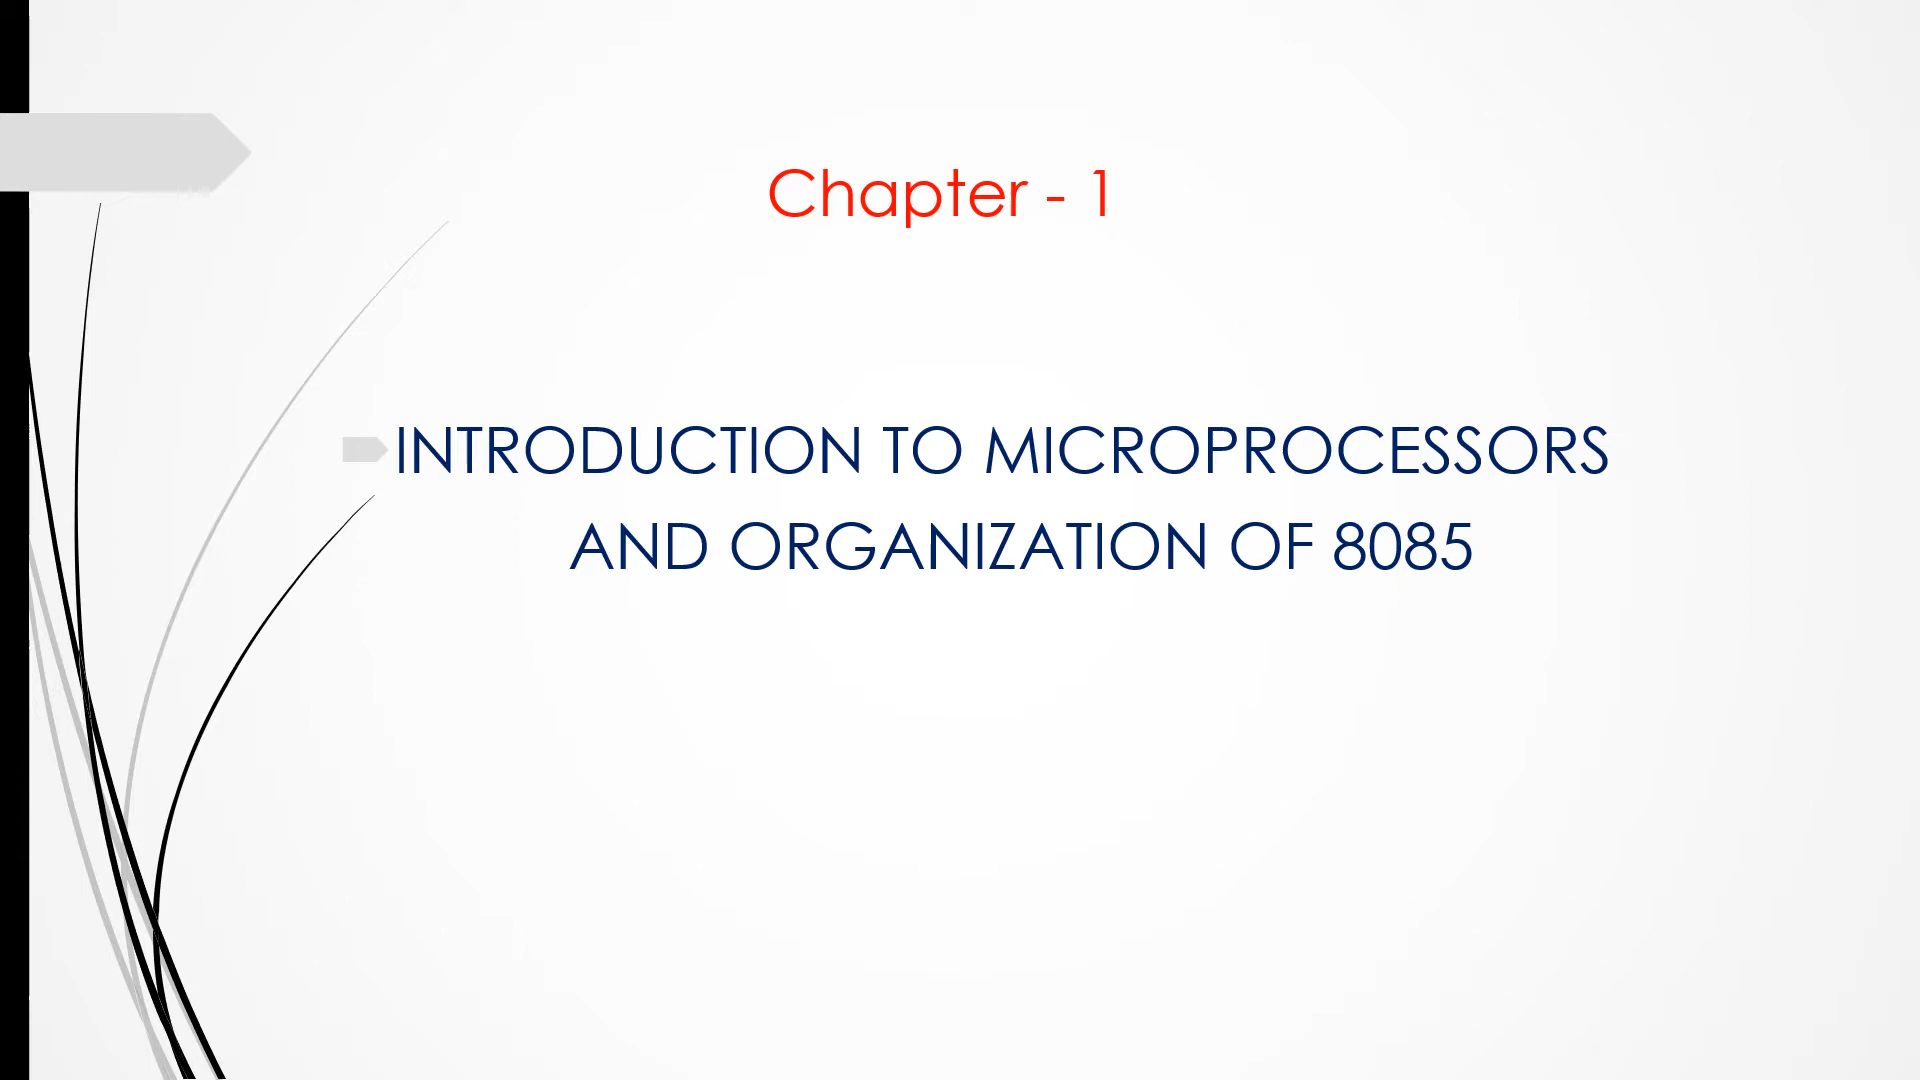 Chapter - 1
INTRODUCTION TO MICROPROCESSORS
AND ORGANIZATION OF 8085